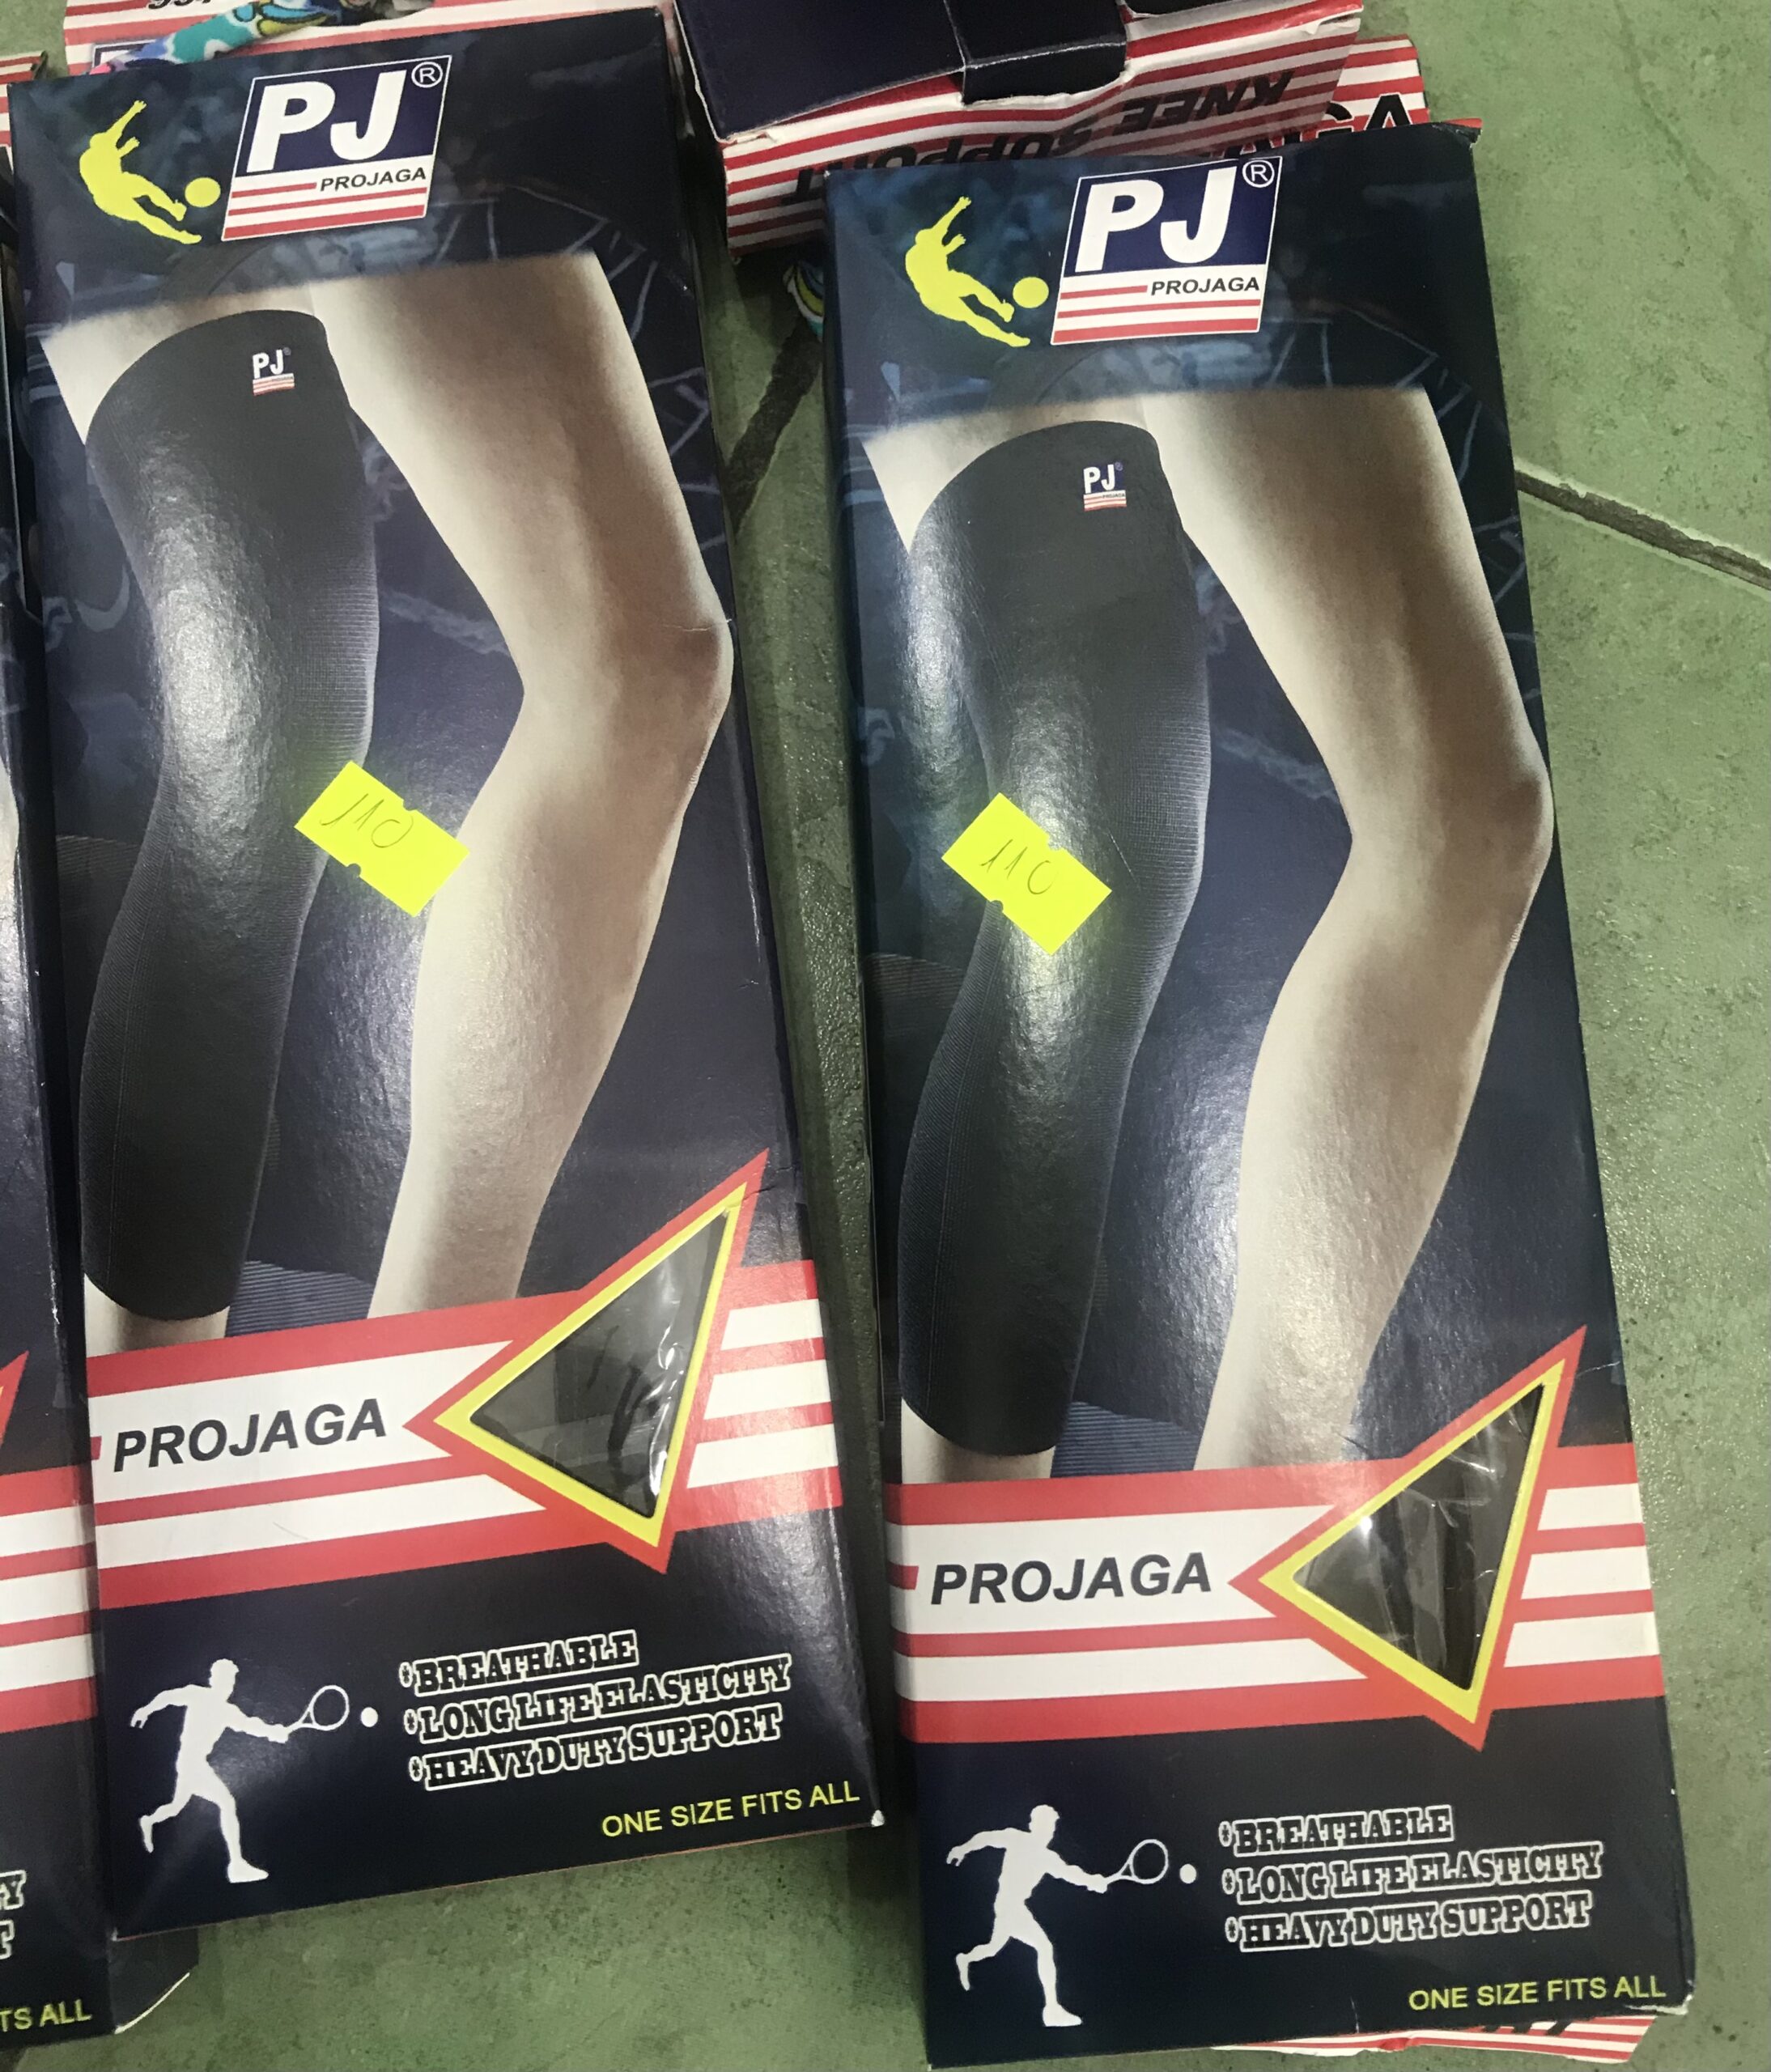 PJ®
PROJAGA
PJ®
110
PROJAGA
*BREATHABLE
*LONG LIFE ELASTICITY
*HEAVY DUTY SUPPORT
ONE SIZE FITS ALL
KNEE SUPPORT
PJ®
PROJAGA
PJ®
PROJAGA
110
PROJAGA
*BREATHABLE
*LONG LIFE ELASTICITY
*HEAVY DUTY SUPPORT
ONE SIZE FITS ALL
ALL